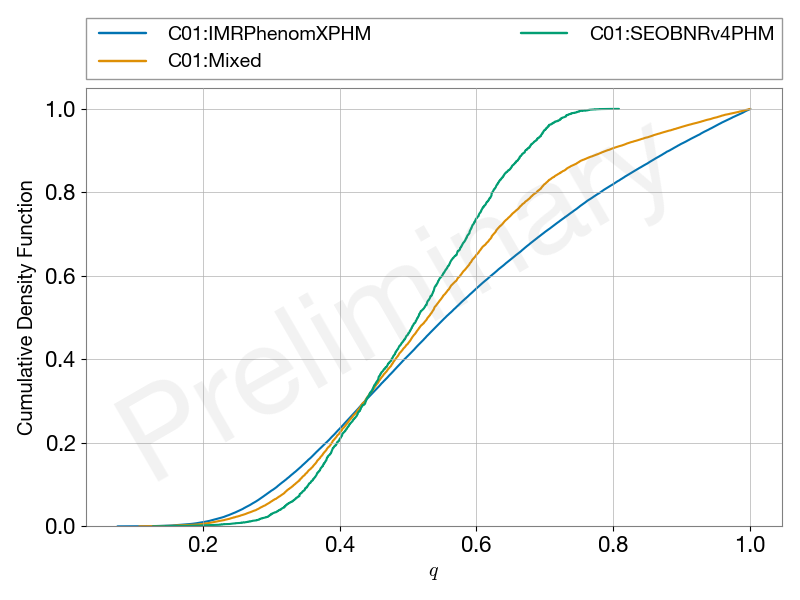 C01:IMRPhenomXPHM
C01:Mixed
C01:SEOBNRv4PHM
Cumulative Density Function
1.0
0.8
0.6
0.4
0.2
0.0
0.2 0.4 0.6 0.8 1.0
q
Preliminary